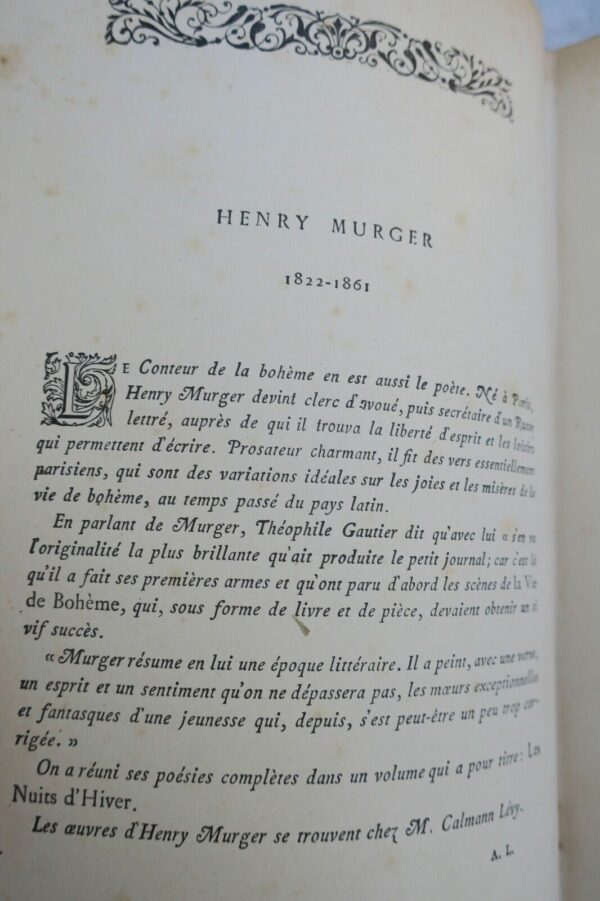 HENRY MURGER
1822-1861
LE Conteur de la bohème en est aussi le poète. Né à Paris,
Henry Murger devint clerc d'avoué, puis secrétaire d'un Russe
lettré, auprès de qui il trouva la liberté d'esprit et les loisirs
qui permettent d'écrire. Prosateur charmant, il fit des vers essentiellement
parisiens, qui sont des variations idéales sur les joies et les misères de la
vie de bohème, au temps passé du pays latin.
En parlant de Murger, Théophile Gautier dit qu'avec lui « s'en va
l'originalité la plus brillante qu'ait produite le petit journal; car c'est là
qu'il a fait ses premières armes et qu'ont paru d'abord les scènes de la Vie
de Bohème, qui, sous forme de livre et de pièce, devaient obtenir un si
vif succès.
« Murger résume en lui une époque littéraire. Il a peint, avec une verve,
un esprit et un sentiment qu'on ne dépassera pas, les mœurs exceptionnelles
et fantasques d'une jeunesse qui, depuis, s'est peut-être un peu trop cor-
rigée. »
On a réuni ses poésies complètes dans un volume qui a pour titre: Les
Nuits d'Hiver.
Les œuvres d'Henry Murger se trouvent chez M. Calmann Lévy.
A. L.